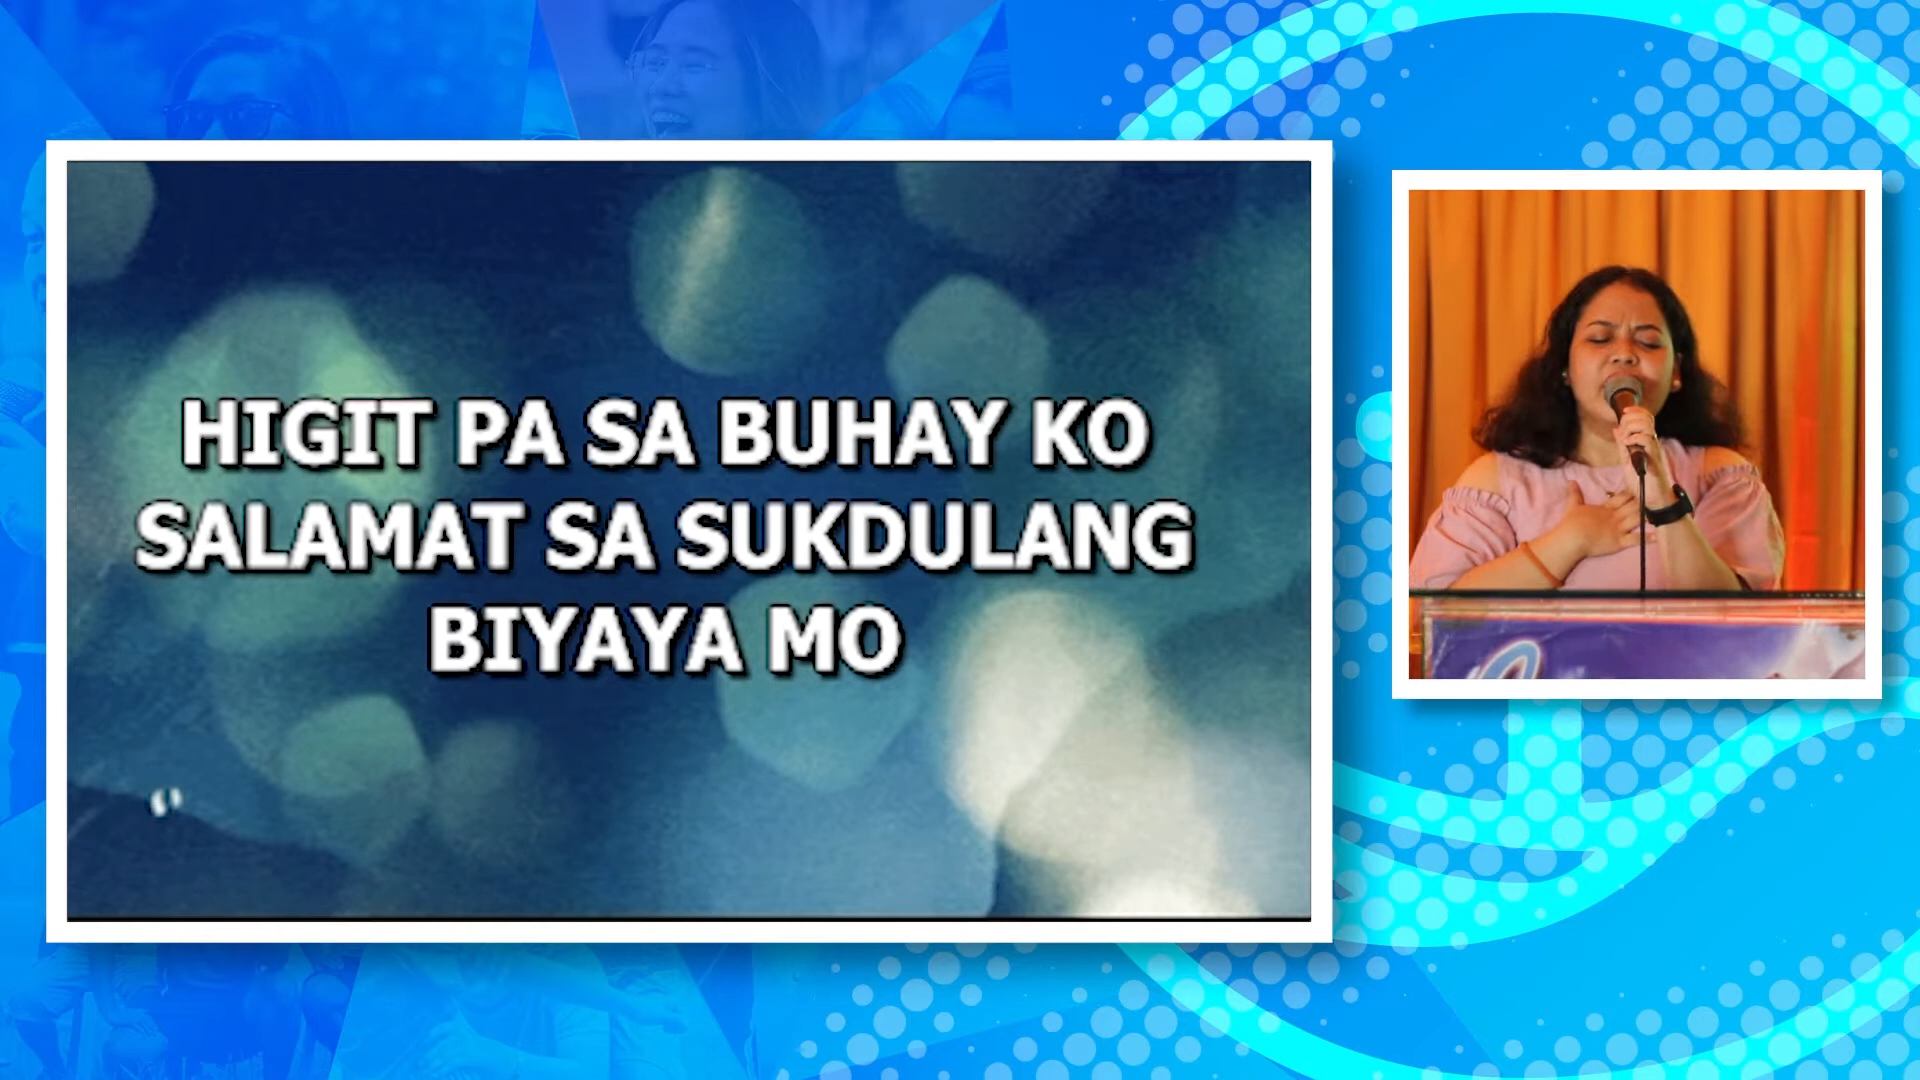 HIGIT PA SA BUHAY KO
SALAMAT SA SUKDULANG
BIYAYA MO
"